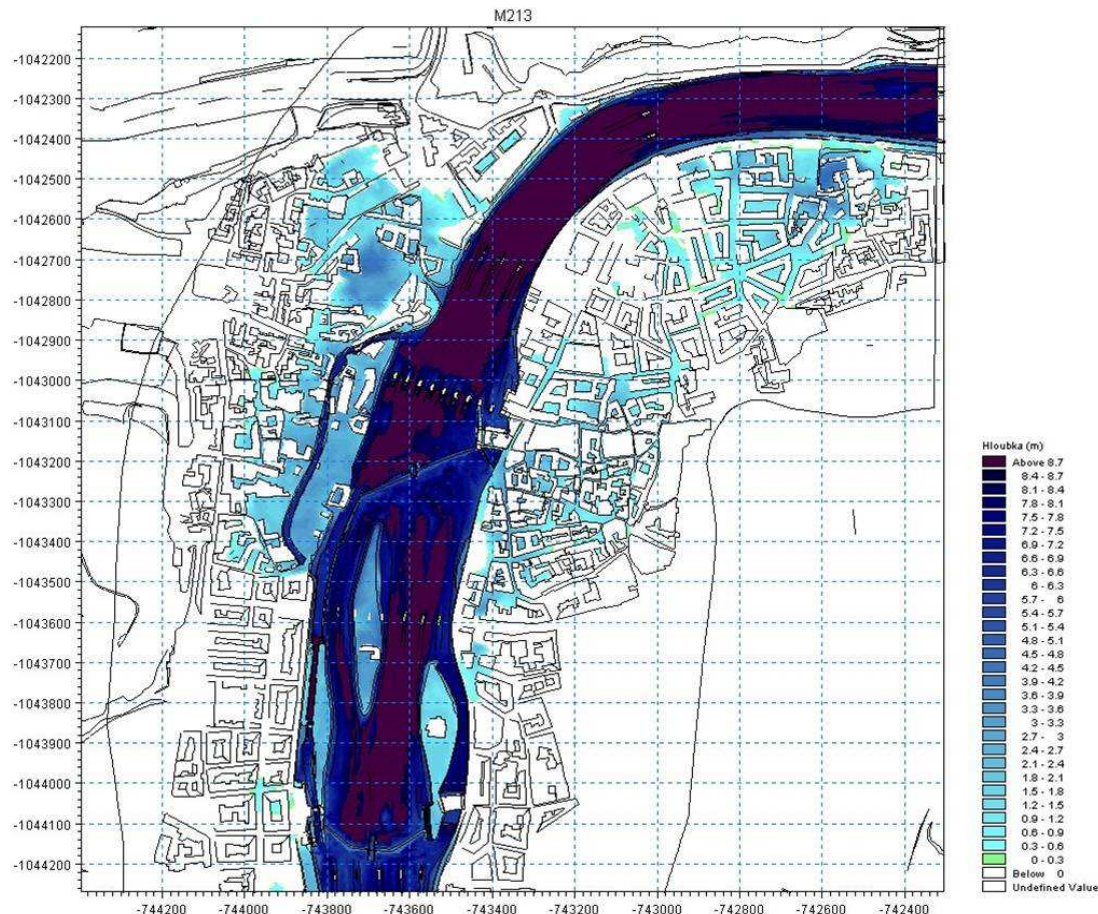 M213
-1042200
-1042300
-1042400
-1042500
-1042600
-1042700
-1042800
-1042900
-1043000
-1043100
-1043200
-1043300
-1043400
-1043500
-1043600
-1043700
-1043800
-1043900
-1044000
-1044100
-1044200
-744200 -744000 -743800 -743600 -743400 -743200 -743000 -742800 -742600 -742400
Hloubka (m)
Above 8.7
8.4 - 8.7
8.1 - 8.4
7.8 - 8.1
7.5 - 7.8
7.2 - 7.5
6.9 - 7.2
6.6 - 6.9
6.3 - 6.6
6 - 6.3
5.7 - 6
5.4 - 5.7
5.1 - 5.4
4.8 - 5.1
4.5 - 4.8
4.2 - 4.5
3.9 - 4.2
3.6 - 3.9
3.3 - 3.6
3 - 3.3
2.7 - 3
2.4 - 2.7
2.1 - 2.4
1.8 - 2.1
1.5 - 1.8
1.2 - 1.5
0.9 - 1.2
0.6 - 0.9
0.3 - 0.6
0 - 0.3
Below 0
Undefined Value